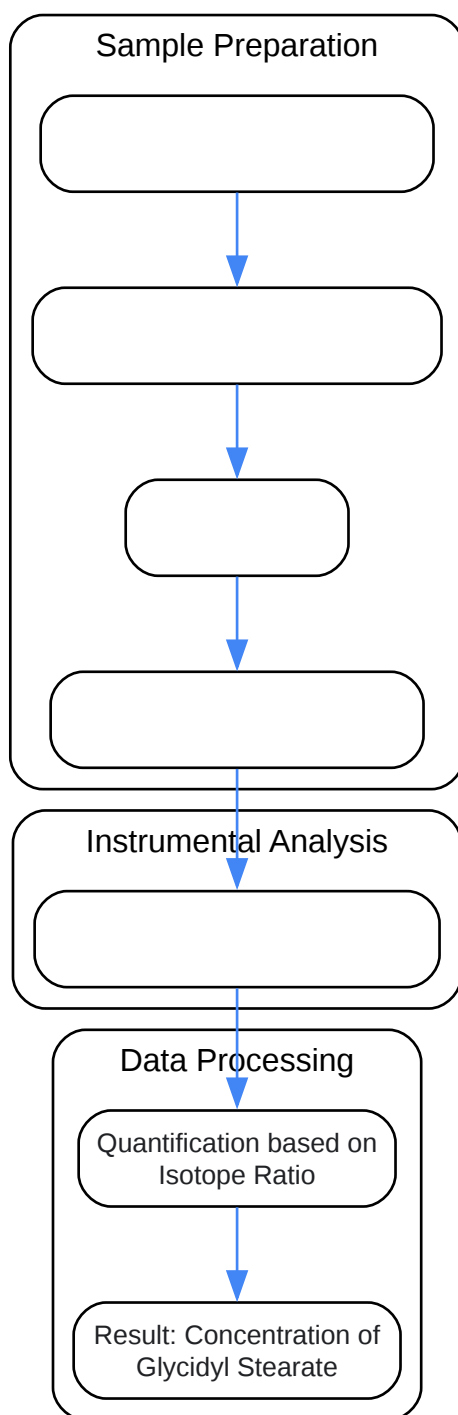 Sample Preparation
Instrumental Analysis
Data Processing
Quantification based on
Isotope Ratio
Result: Concentration of
Glycidyl Stearate